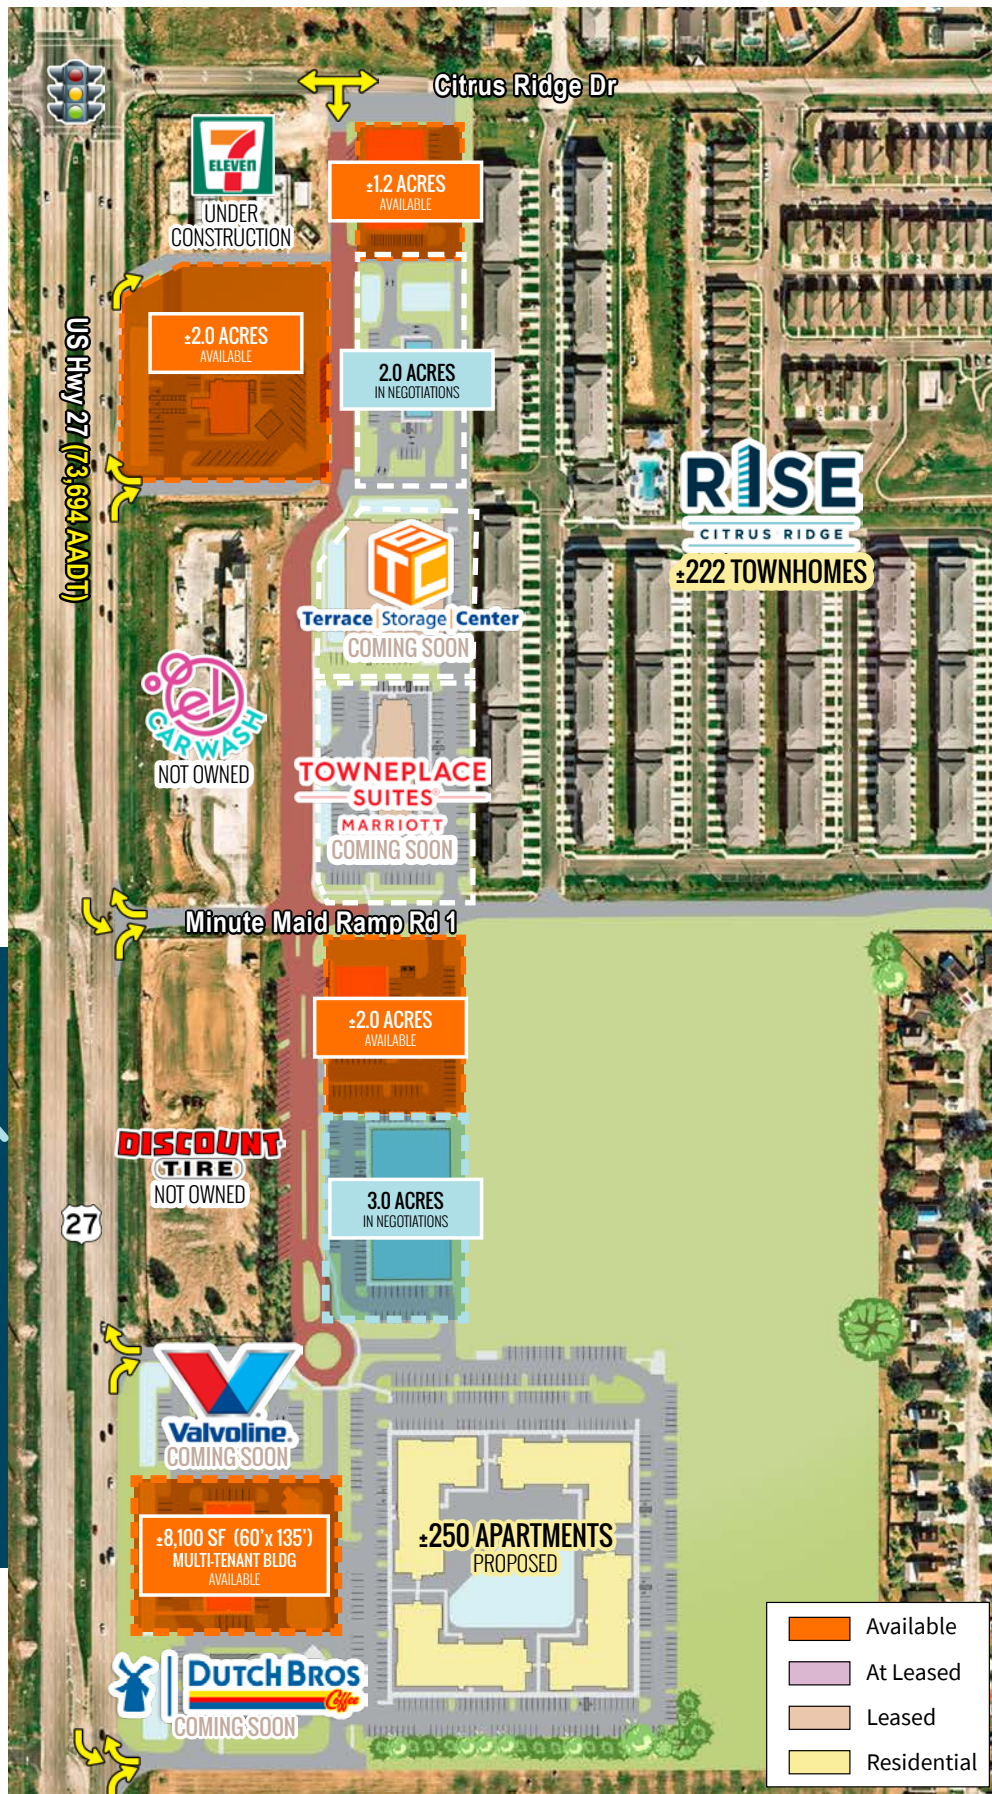 Citrus Ridge Dr
7
ELEVEN
UNDER
CONSTRUCTION
±1.2 ACRES
AVAILABLE
±2.0 ACRES
AVAILABLE
2.0 ACRES
IN NEGOTIATIONS
US Hwy 27 (73,694 AADT)
RISE
CITRUS RIDGE
±222 TOWNHOMES
TSC
Terrace | Storage | Center
COMING SOON
el
CAR WASH
NOT OWNED
TOWNEPLACE
SUITES®
MARRIOTT
COMING SOON
Minute Maid Ramp Rd 1
±2.0 ACRES
AVAILABLE
DISCOUNT
TIRE
NOT OWNED
3.0 ACRES
IN NEGOTIATIONS
27
Valvoline.
COMING SOON
±8,100 SF (60'x 135')
MULTI-TENANT BLDG
AVAILABLE
±250 APARTMENTS
PROPOSED
DUTCH BROS
Coffee
COMING SOON
Available
At Leased
Leased
Residential